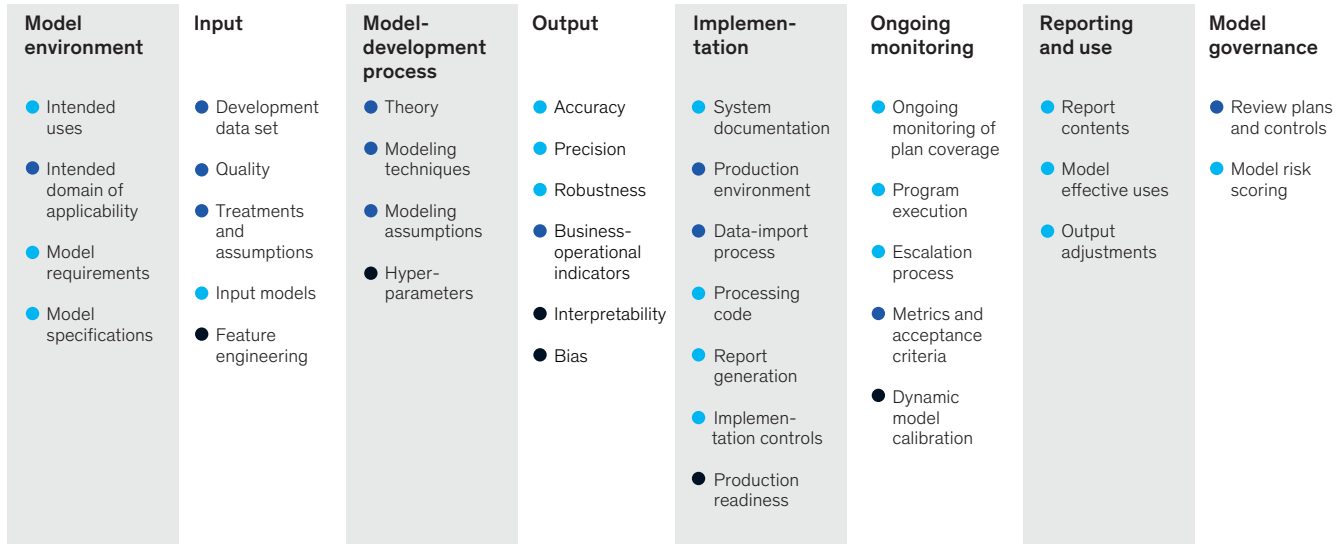 Model
environment
Intended
uses
Intended
domain of
applicability
Model
requirements
Model
specifications
Input
Development
data set
Quality
Treatments
and
assumptions
Input models
Feature
engineering
Model-
development
process
Theory
Modeling
techniques
Modeling
assumptions
Hyper-
parameters
Output
Accuracy
Precision
Robustness
Business-
operational
indicators
Interpretability
Bias
Implemen-
tation
System
documentation
Production
environment
Data-import
process
Processing
code
Report
generation
Implemen-
tation controls
Production
readiness
Ongoing
monitoring
Ongoing
monitoring of
plan coverage
Program
execution
Escalation
process
Metrics and
acceptance
criteria
Dynamic
model
calibration
Reporting
and use
Report
contents
Model
effective uses
Output
adjustments
Model
governance
Review plans
and controls
Model risk
scoring